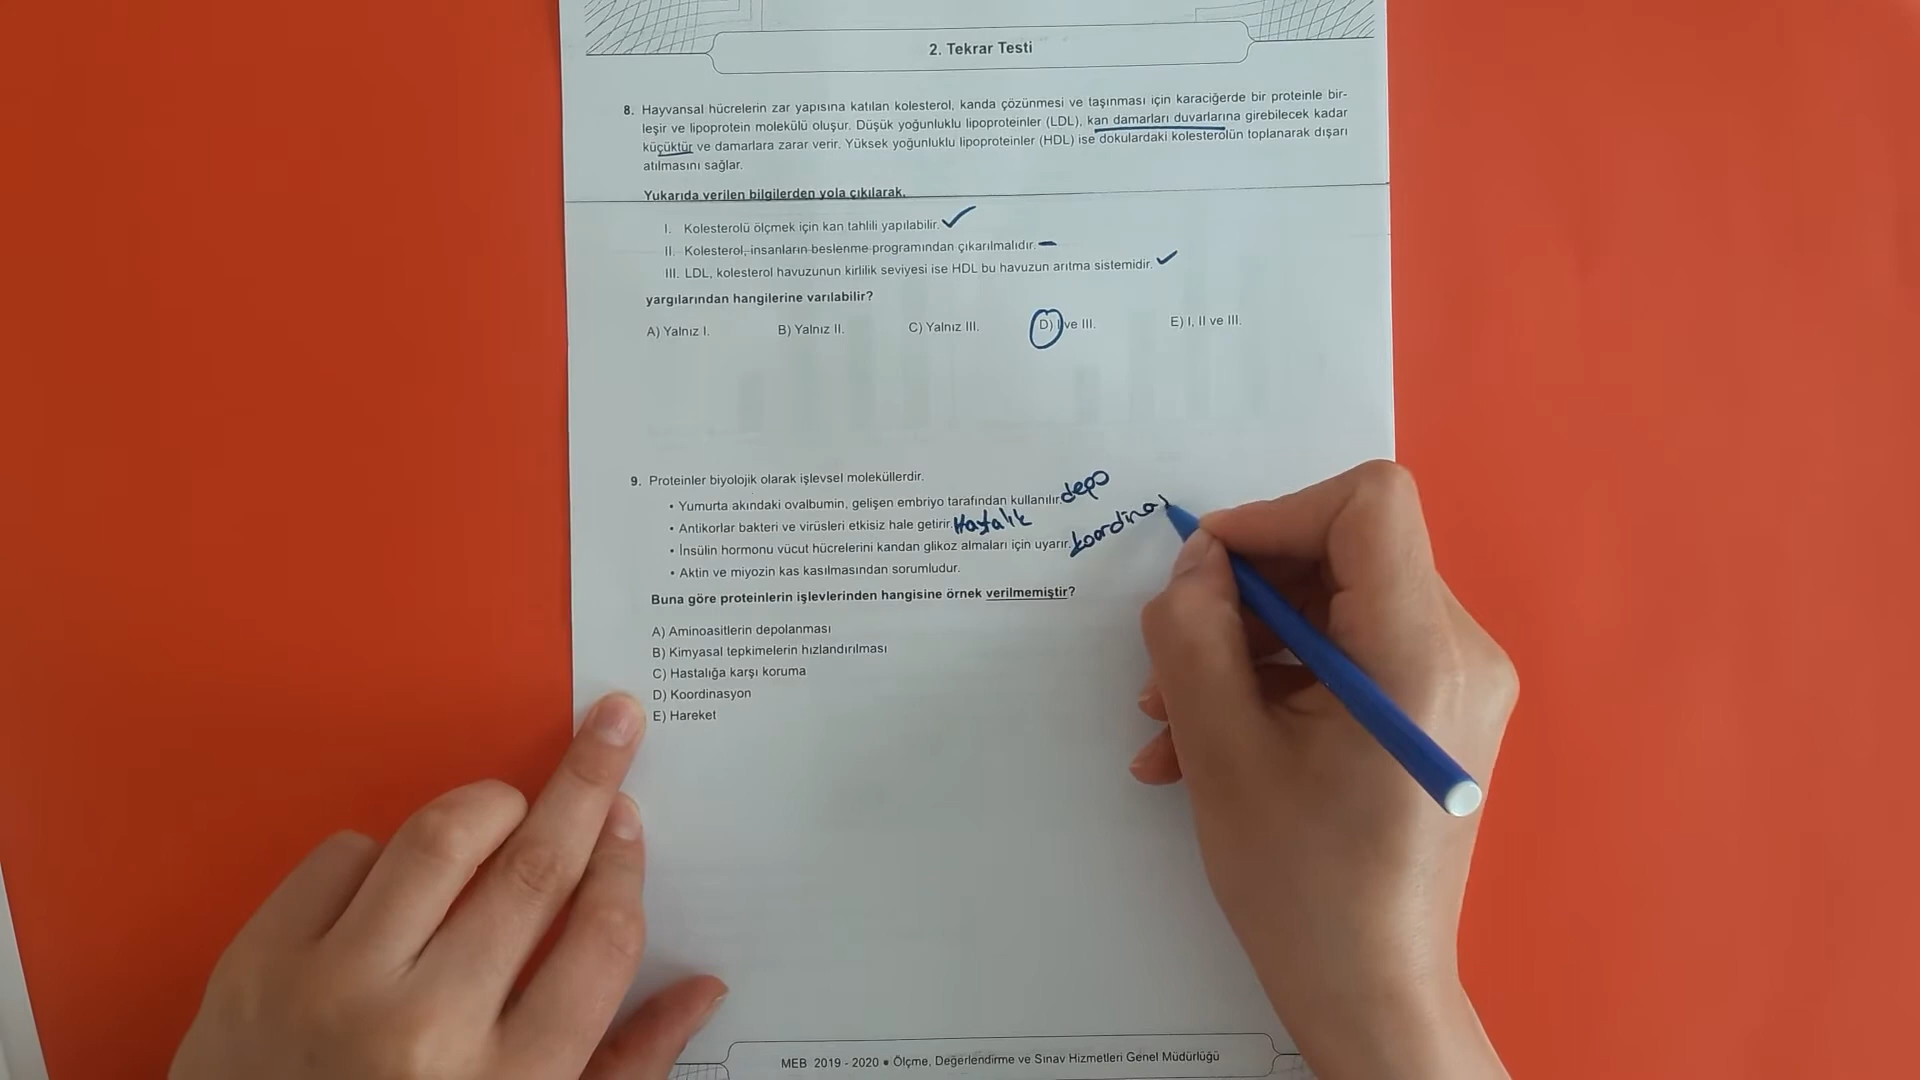 2. Tekrar Testi
8. Hayvansal hücrelerin zar yapısına katılan kolesterol, kanda çözünmesi ve taşınması için karaciğerde bir proteinle bir-
leşir ve lipoprotein molekülü oluşur. Düşük yoğunluklu lipoproteinler (LDL), kan damarları duvarlarına girebilecek kadar
küçüktür ve damarlara zarar verir. Yüksek yoğunluklu lipoproteinler (HDL) ise dokulardaki kolesterolün toplanarak dışarı
atılmasını sağlar.
Yukarıda verilen bilgilerden yola çıkılarak,
I. Kolesterolü ölçmek için kan tahlili yapılabilir.
II. Kolesterol, insanların beslenme programından çıkarılmalıdır.
III. LDL, kolesterol havuzunun kirlilik seviyesi ise HDL bu havuzun arıtma sistemidir.
yargılarından hangilerine varılabilir?
A) Yalnız I. B) Yalnız II. C) Yalnız III. D) I ve III. E) I, II ve III.
9. Proteinler biyolojik olarak işlevsel moleküllerdir.
• Yumurta akındaki ovalbumin, gelişen embriyo tarafından kullanılır. depo
• Antikorlar bakteri ve virüsleri etkisiz hale getirir. Hastalık
• İnsülin hormonu vücut hücrelerini kandan glikoz almaları için uyarır. koordinas
• Aktin ve miyozin kas kasılmasından sorumludur.
Buna göre proteinlerin işlevlerinden hangisine örnek verilmemiştir?
A) Aminoasitlerin depolanması
B) Kimyasal tepkimelerin hızlandırılması
C) Hastalığa karşı koruma
D) Koordinasyon
E) Hareket
MEB 2019 - 2020 ● Ölçme, Değerlendirme ve Sınav Hizmetleri Genel Müdürlüğü